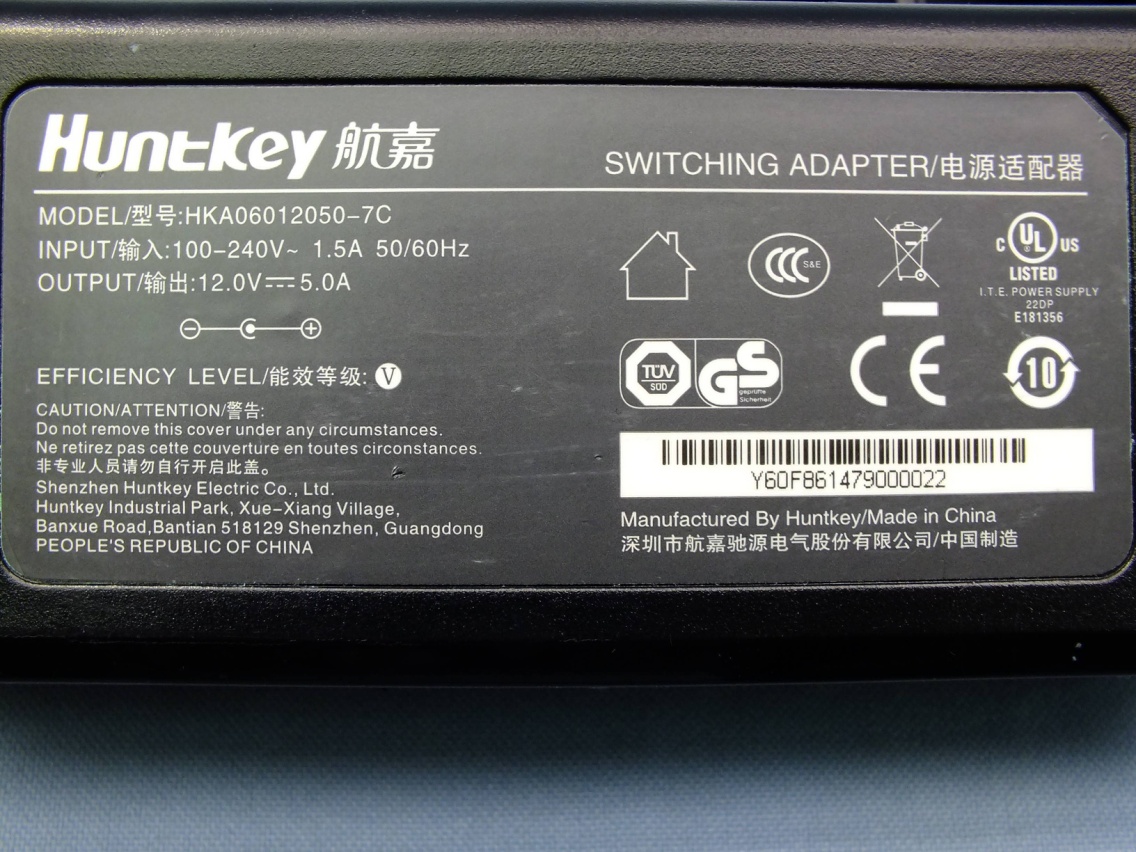 Huntkey 航嘉
SWITCHING ADAPTER/电源适配器
MODEL/型号:HKA06012050-7C
INPUT/输入:100-240V~ 1.5A 50/60Hz
OUTPUT/输出:12.0V⎓5.0A
EFFICIENCY LEVEL/能效等级: V
CAUTION/ATTENTION/警告:
Do not remove this cover under any circumstances.
Ne retirez pas cette couverture en toutes circonstances.
非专业人员请勿自行开启此盖。
Shenzhen Huntkey Electric Co., Ltd.
Huntkey Industrial Park, Xue-Xiang Village,
Banxue Road,Bantian 518129 Shenzhen, Guangdong
PEOPLE'S REPUBLIC OF CHINA
CCC S&E
C UL US
LISTED
I.T.E. POWER SUPPLY
22DP
E181356
TÜV
SÜD
GS
geprüfte
Sicherheit
CE
10
Y60F861479000022
Manufactured By Huntkey/Made in China
深圳市航嘉驰源电气股份有限公司/中国制造